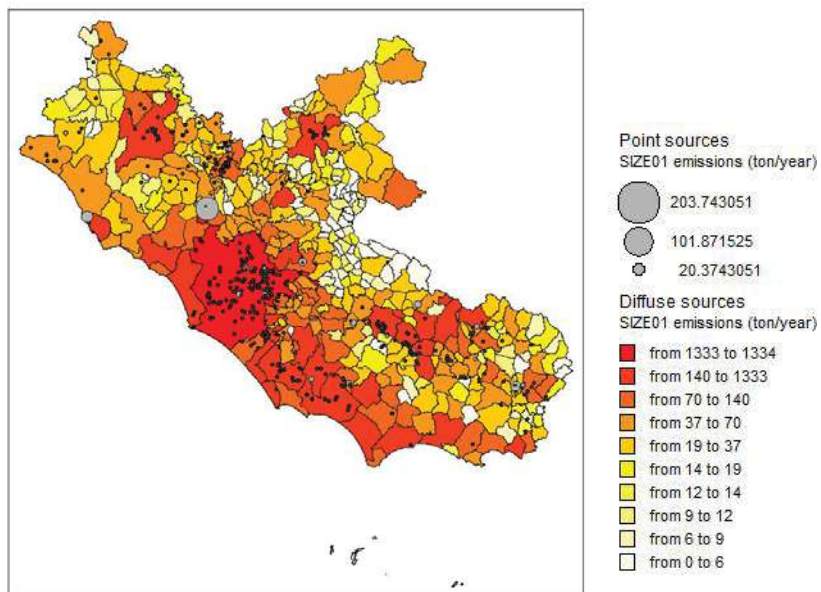 Point sources
SIZE01 emissions (ton/year)
203.743051
101.871525
20.3743051
Diffuse sources
SIZE01 emissions (ton/year)
from 1333 to 1334
from 140 to 1333
from 70 to 140
from 37 to 70
from 19 to 37
from 14 to 19
from 12 to 14
from 9 to 12
from 6 to 9
from 0 to 6